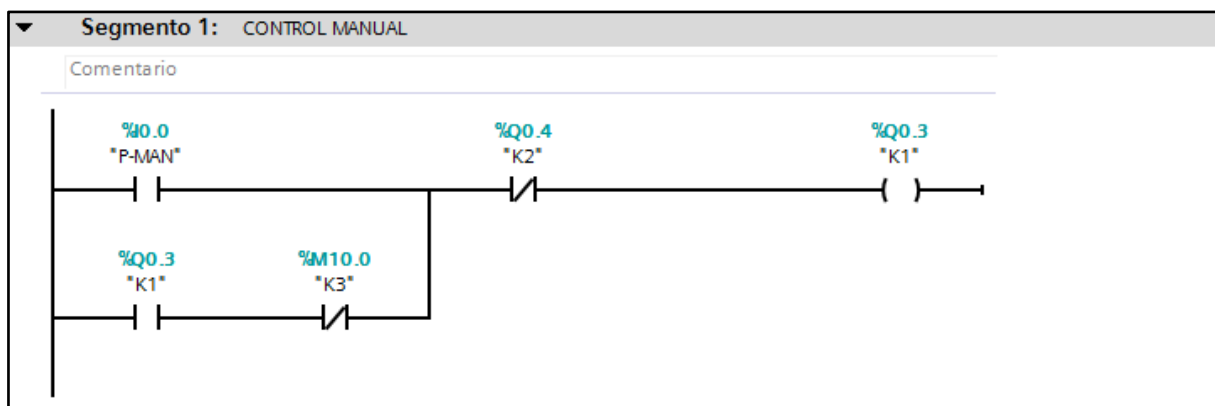 Segmento 1: CONTROL MANUAL
Comentario
%I0.0 %Q0.4 %Q0.3
"P-MAN" "K2" "K1"
%Q0.3 %M10.0
"K1" "K3"